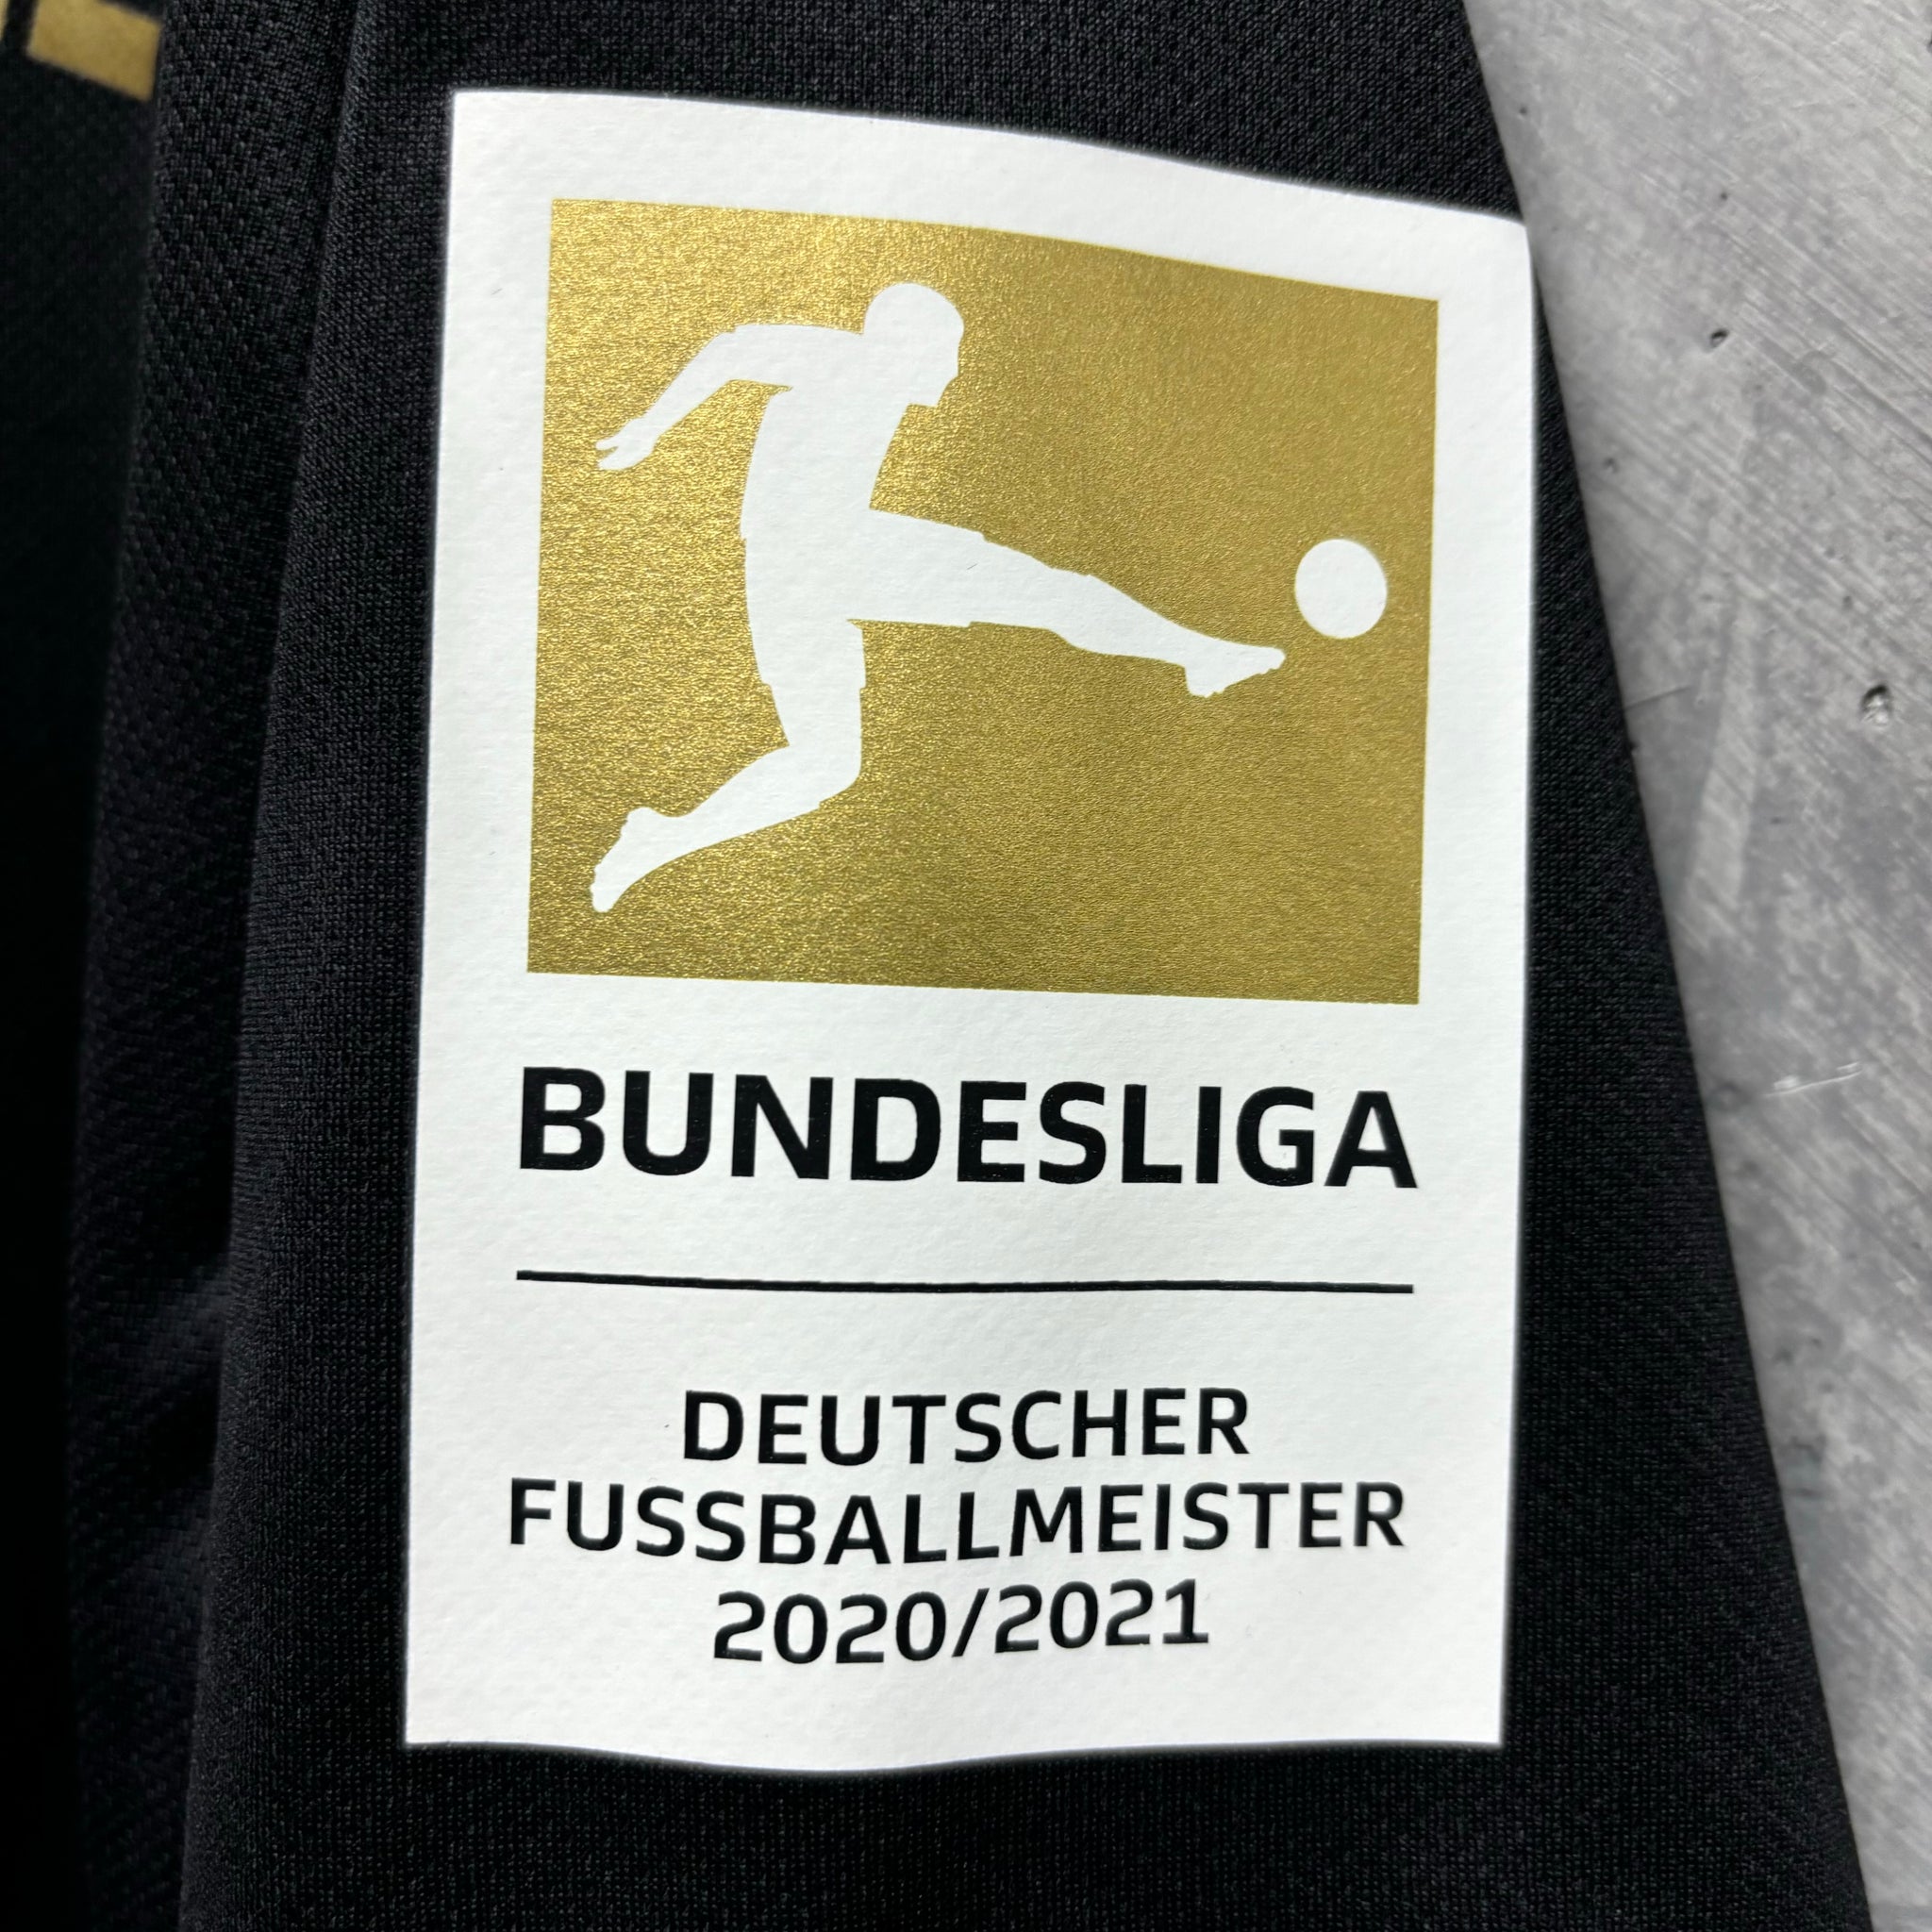 BUNDESLIGA
DEUTSCHER
FUSSBALLMEISTER
2020/2021